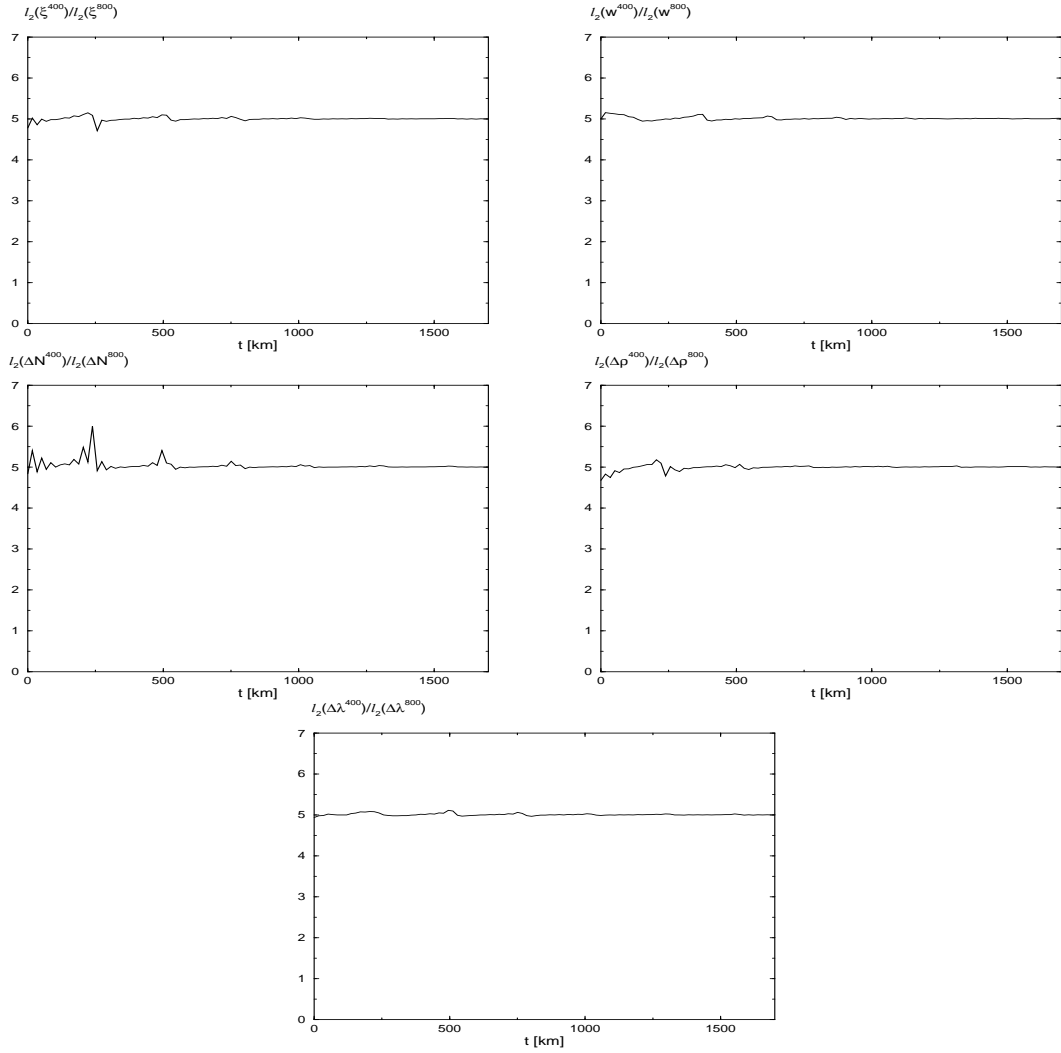 l₂(ξ⁴⁰⁰)/l₂(ξ⁸⁰⁰)
7
6
5
4
3
2
1
0
0 500 1000 1500
t [km]
l₂(w⁴⁰⁰)/l₂(w⁸⁰⁰)
7
6
5
4
3
2
1
0
0 500 1000 1500
t [km]
l₂(ΔN⁴⁰⁰)/l₂(ΔN⁸⁰⁰)
7
6
5
4
3
2
1
0
0 500 1000 1500
t [km]
l₂(Δρ⁴⁰⁰)/l₂(Δρ⁸⁰⁰)
7
6
5
4
3
2
1
0
0 500 1000 1500
t [km]
l₂(Δλ⁴⁰⁰)/l₂(Δλ⁸⁰⁰)
7
6
5
4
3
2
1
0
0 500 1000 1500
t [km]